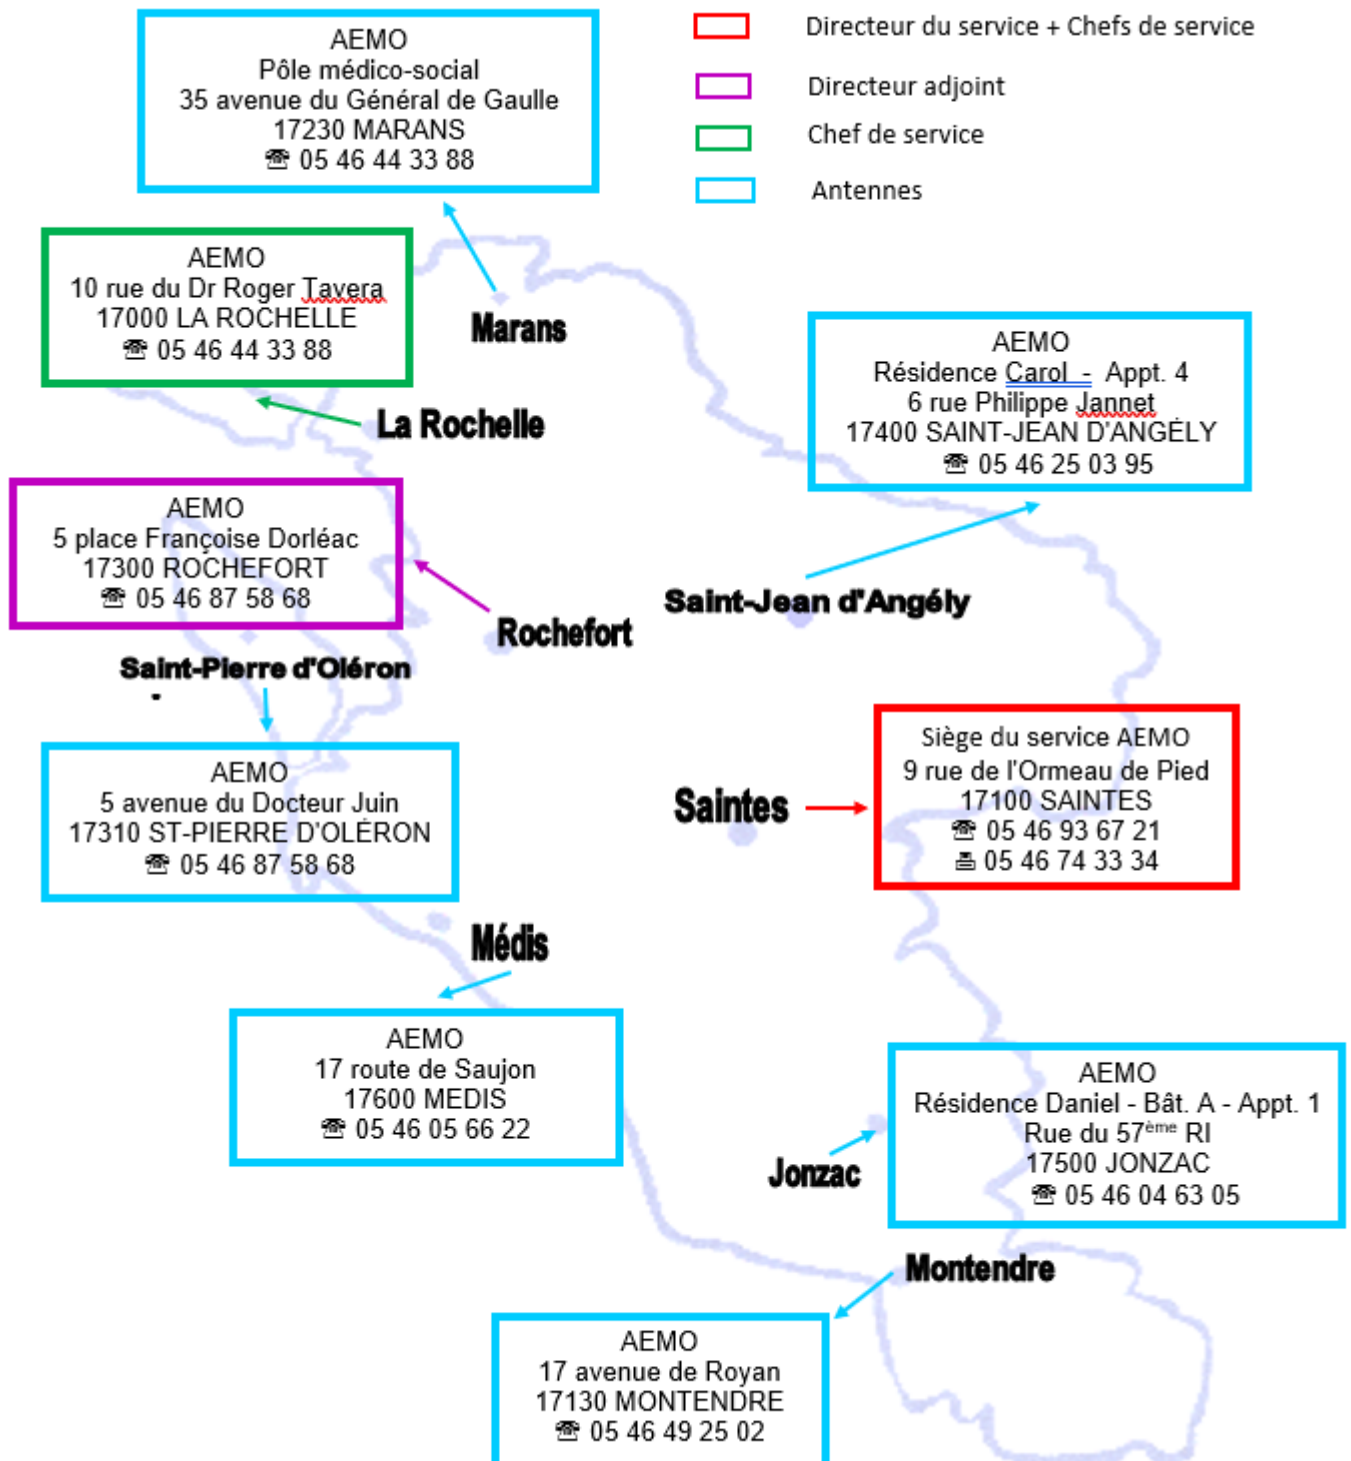 AEMO
Pôle médico-social
35 avenue du Général de Gaulle
17230 MARANS
☎ 05 46 44 33 88
Directeur du service + Chefs de service
Directeur adjoint
Chef de service
Antennes
AEMO
10 rue du Dr Roger Tavera
17000 LA ROCHELLE
☎ 05 46 44 33 88
Marans
La Rochelle
AEMO
Résidence Carol - Appt. 4
6 rue Philippe Jannet
17400 SAINT-JEAN D'ANGÉLY
☎ 05 46 25 03 95
AEMO
5 place Françoise Dorléac
17300 ROCHEFORT
☎ 05 46 87 58 68
Rochefort
Saint-Jean d'Angély
Saint-Pierre d'Oléron
AEMO
5 avenue du Docteur Juin
17310 ST-PIERRE D'OLÉRON
☎ 05 46 87 58 68
Saintes
Siège du service AEMO
9 rue de l'Ormeau de Pied
17100 SAINTES
☎ 05 46 93 67 21
🖷 05 46 74 33 34
Médis
AEMO
17 route de Saujon
17600 MEDIS
☎ 05 46 05 66 22
Jonzac
AEMO
Résidence Daniel - Bât. A - Appt. 1
Rue du 57ème RI
17500 JONZAC
☎ 05 46 04 63 05
Montendre
AEMO
17 avenue de Royan
17130 MONTENDRE
☎ 05 46 49 25 02